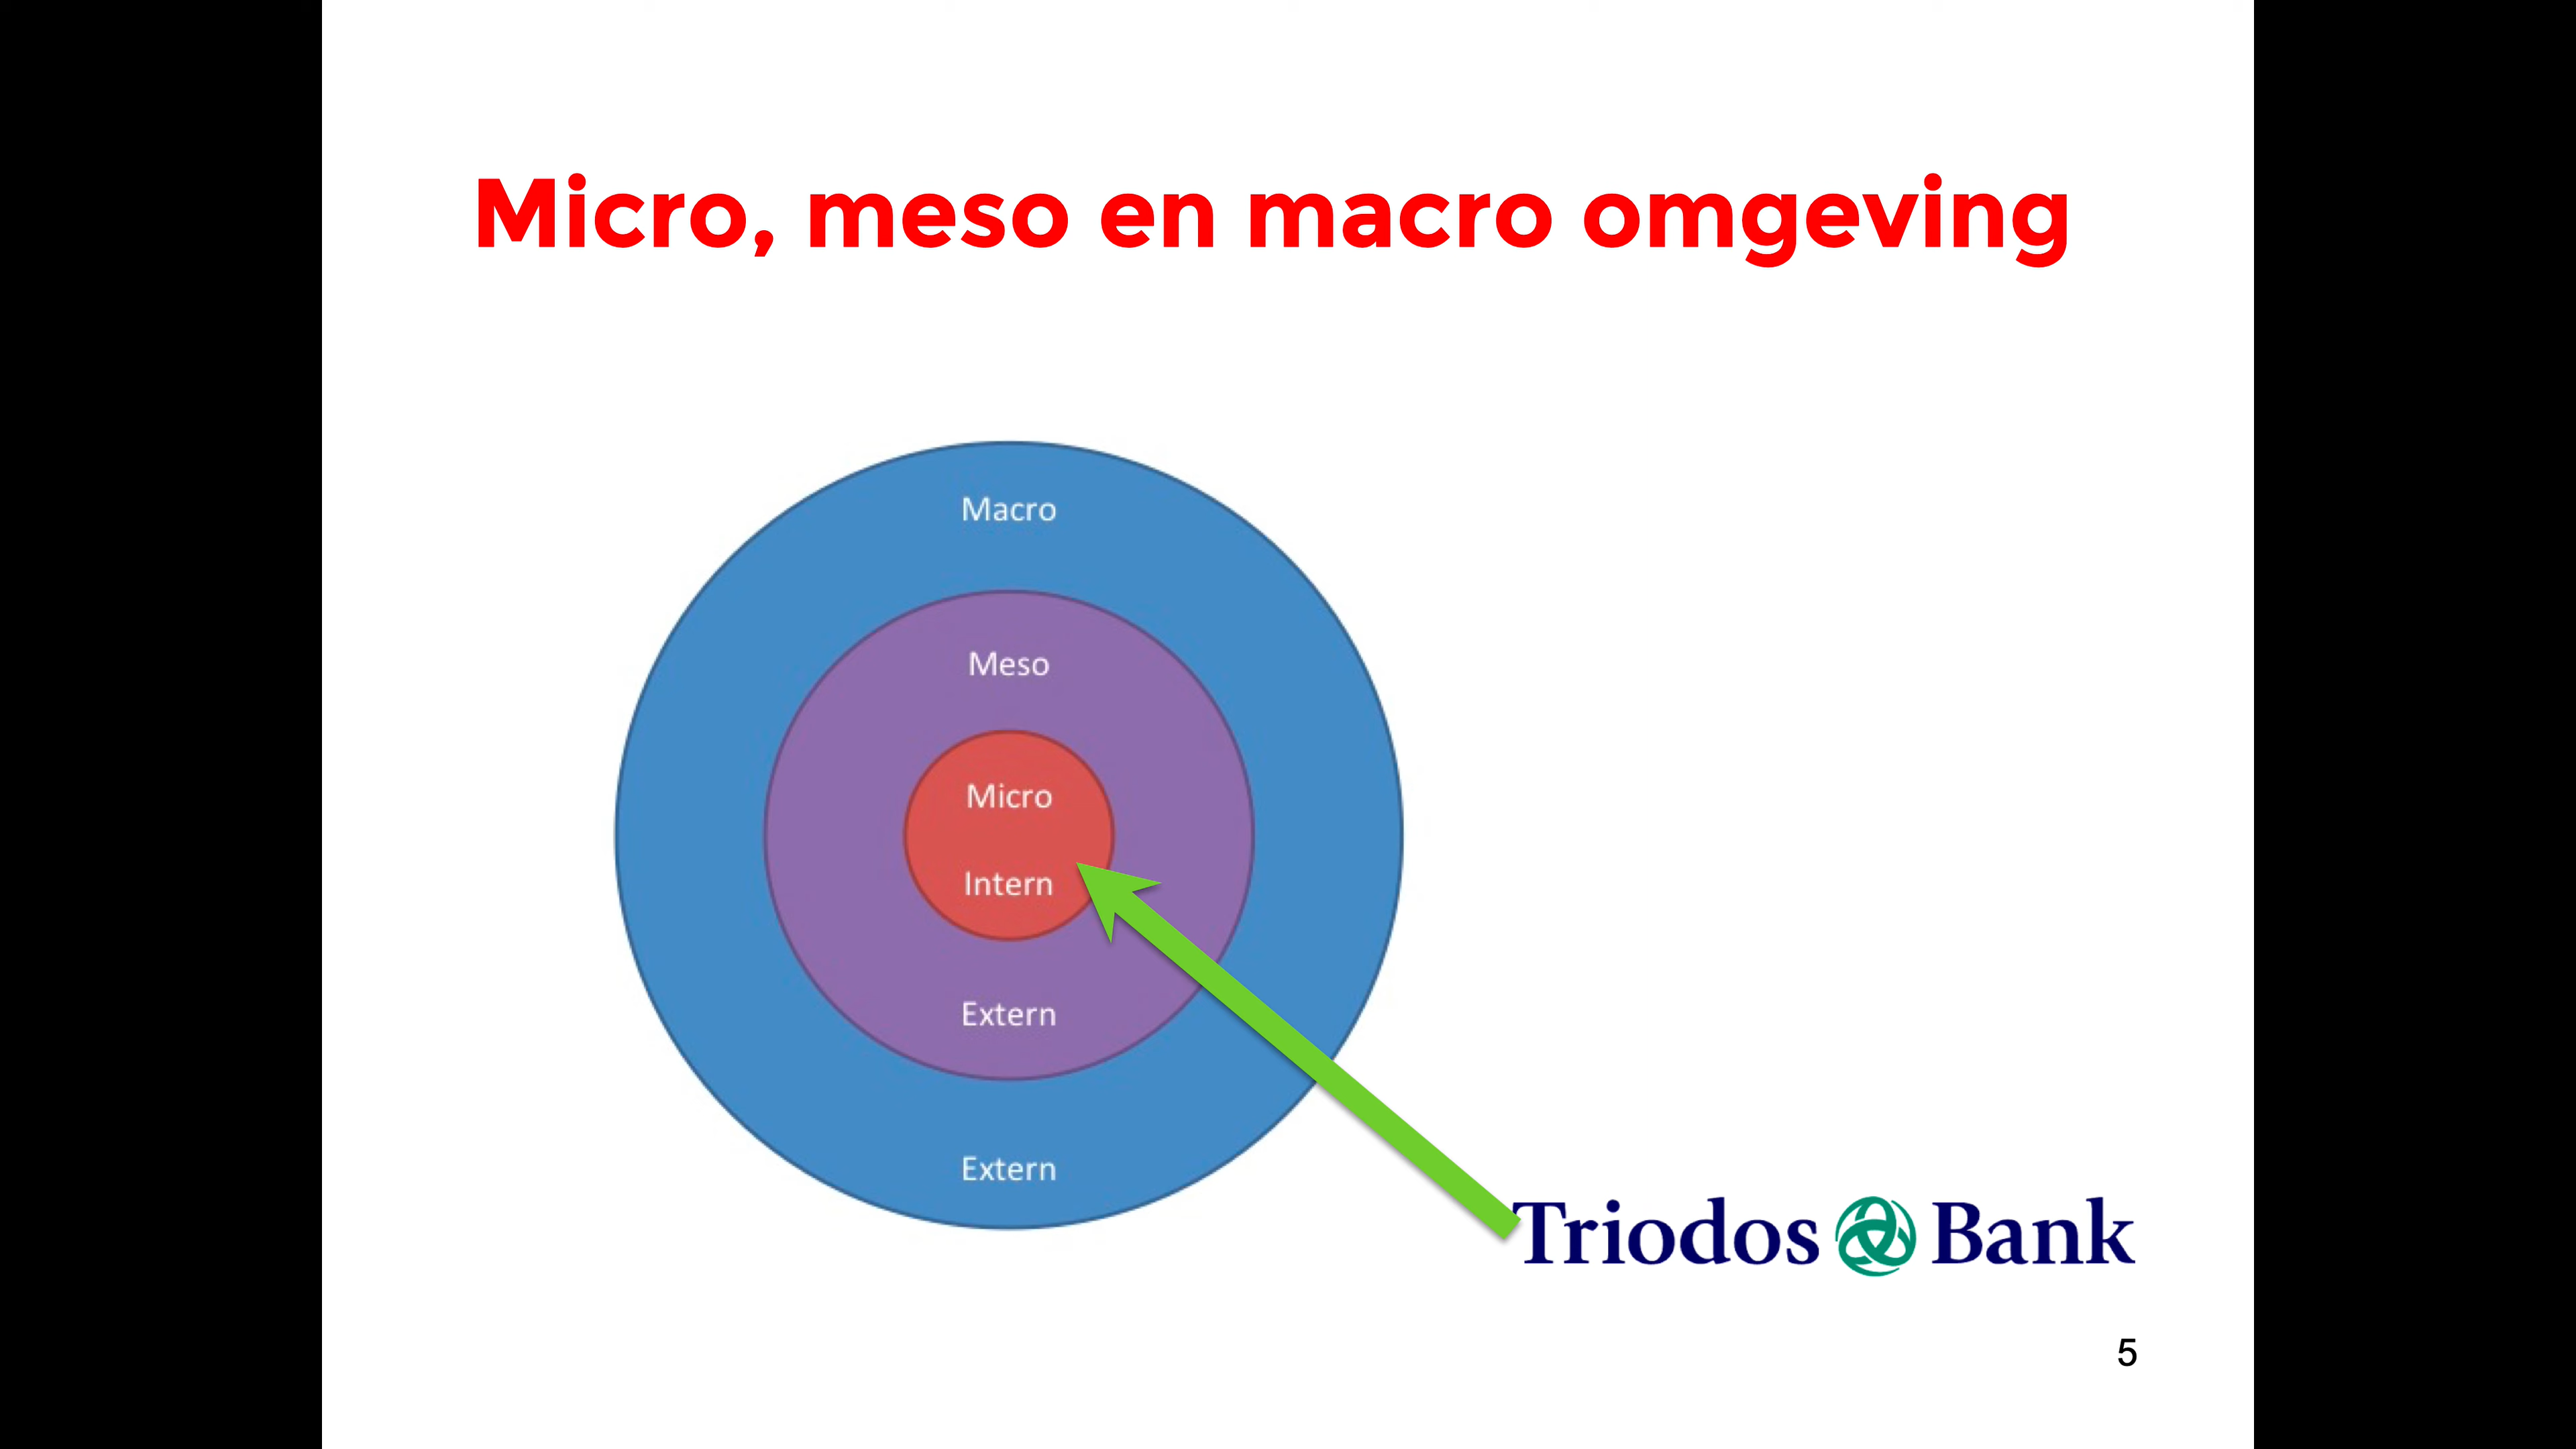 Micro, meso en macro omgeving
Macro
Meso
Micro
Intern
Extern
Extern
Triodos Bank
5